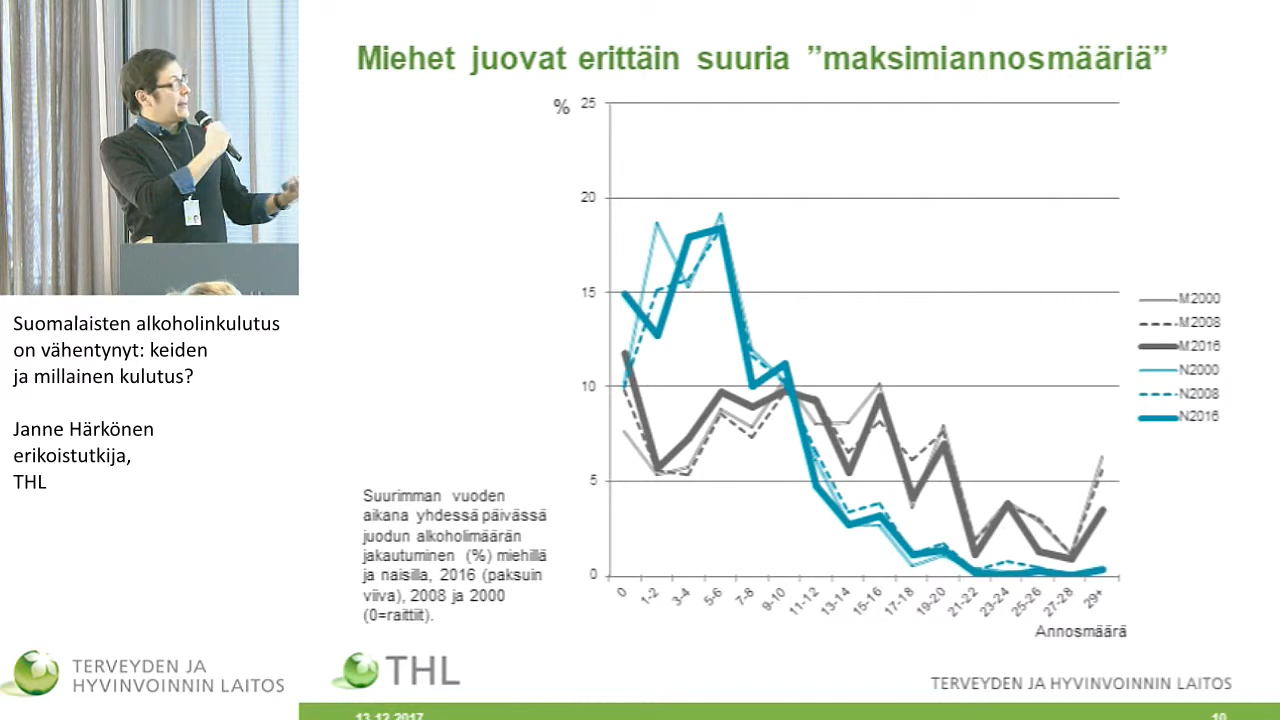 Miehet juovat erittäin suuria ”maksimiannosmääriä”
%
25
20
15
10
5
0
0
1-2
3-4
5-6
7-8
9-10
11-12
13-14
15-16
17-18
19-20
21-22
23-24
25-26
27-28
29+
Annosmäärä
M2000
M2008
M2016
N2000
N2008
N2016
Suurimman vuoden
aikana yhdessä päivässä
juodun alkoholimäärän
jakautuminen (%) miehillä
ja naisilla, 2016 (paksuin
viiva), 2008 ja 2000
(0=raittiit).
Suomalaisten alkoholinkulutus
on vähentynyt: keiden
ja millainen kulutus?
Janne Härkönen
erikoistutkija,
THL
TERVEYDEN JA
HYVINVOINNIN LAITOS
THL
TERVEYDEN JA HYVINVOINNIN LAITOS
13.12.2017
10